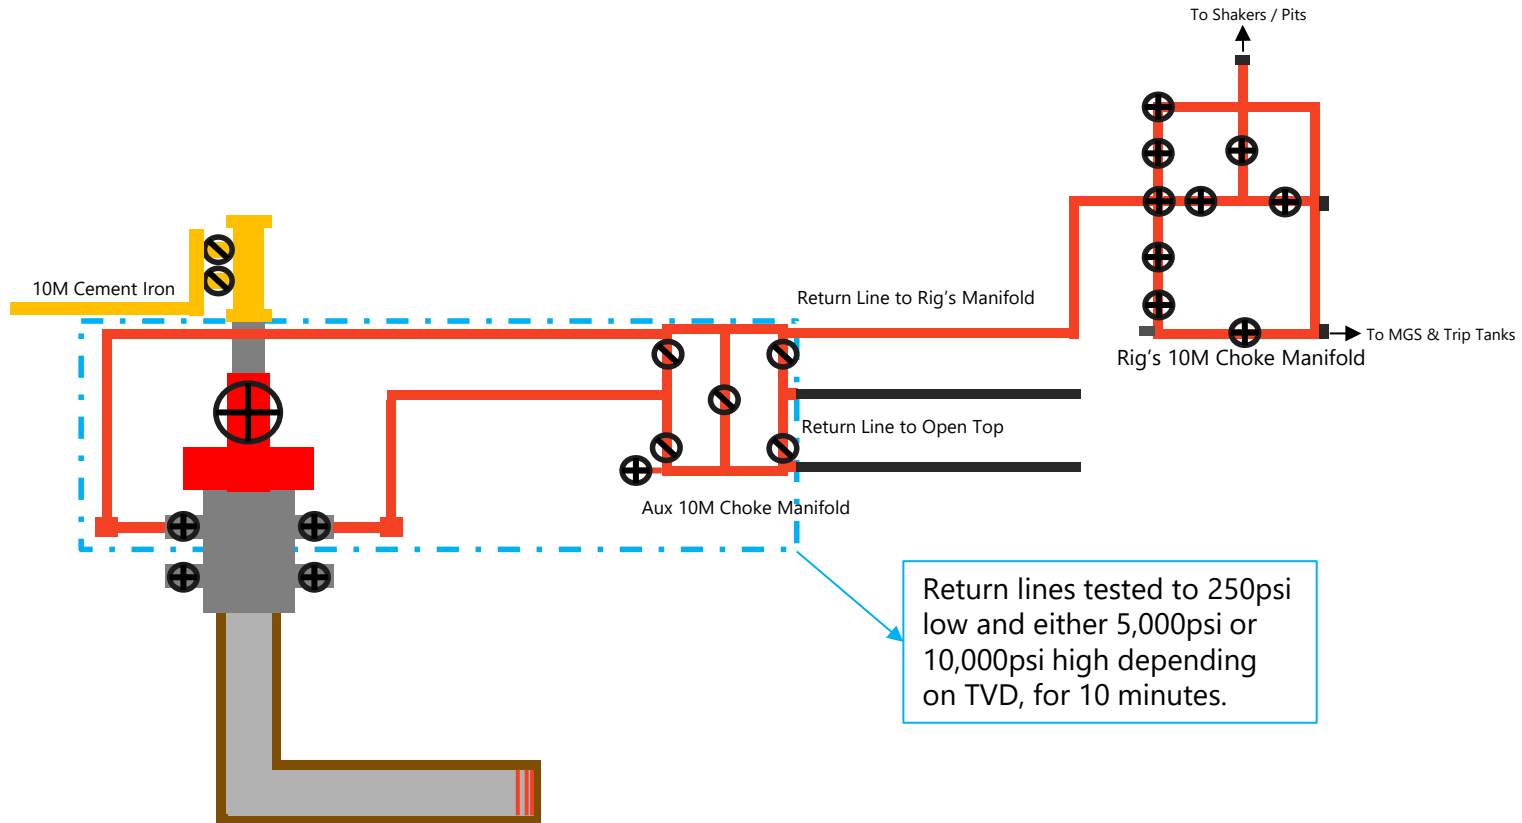 To Shakers / Pits
10M Cement Iron
Return Line to Rig's Manifold
To MGS & Trip Tanks
Rig's 10M Choke Manifold
Return Line to Open Top
Aux 10M Choke Manifold
Return lines tested to 250psi
low and either 5,000psi or
10,000psi high depending
on TVD, for 10 minutes.